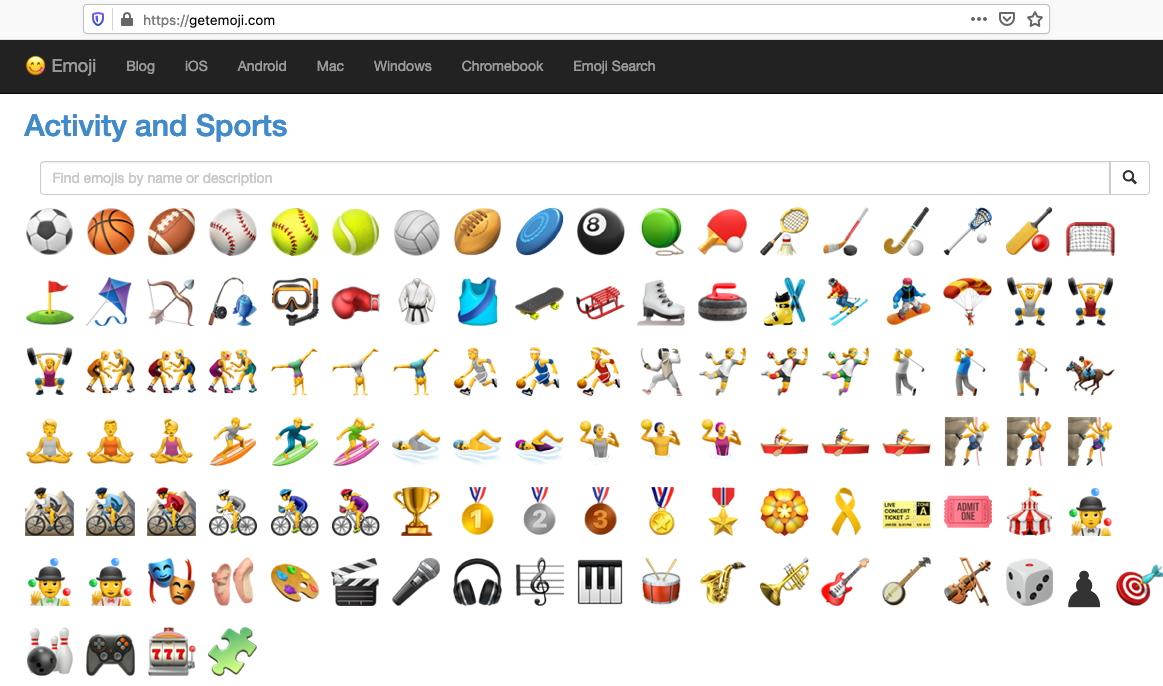 https://getemoji.com
Emoji Blog iOS Android Mac Windows Chromebook Emoji Search
Activity and Sports
Find emojis by name or description
8
1 2 3
LIVE
CONCERT
TICKET
A
ADMIT
ONE
777